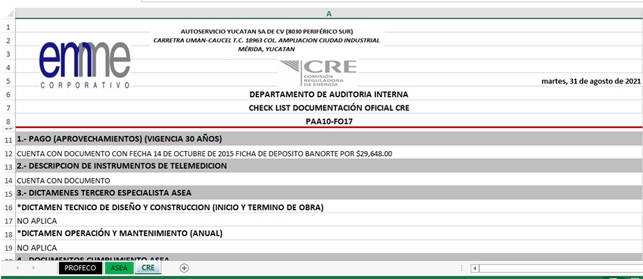 A
1
AUTOSERVICIO YUCATAN SA DE CV (8030 PERIFÉRICO SUR)
2
CARRETRA UMAN-CAUCEL T.C. 18963 COL. AMPLIACION CIUDAD INDUSTRIAL
3
MÉRIDA, YUCATAN
emme
CORPORATIVO
4
CRE
COMISIÓN
REGULADORA
DE ENERGÍA
5
martes, 31 de agosto de 2021
6
DEPARTAMENTO DE AUDITORIA INTERNA
7
CHECK LIST DOCUMENTACIÓN OFICIAL CRE
8
PAA10-FO17
11 1.- PAGO (APROVECHAMIENTOS) (VIGENCIA 30 AÑOS)
12 CUENTA CON DOCUMENTO CON FECHA 14 DE OCTUBRE DE 2015 FICHA DE DEPOSITO BANORTE POR $29,648.00
13 2.- DESCRIPCION DE INSTRUMENTOS DE TELEMEDICION
14 CUENTA CON DOCUMENTO
15 3.- DICTAMENES TERCERO ESPECIALISTA ASEA
16 *DICTAMEN TECNICO DE DISEÑO Y CONSTRUCCION (INICIO Y TERMINO DE OBRA)
17 NO APLICA
18 *DICTAMEN OPERACIÓN Y MANTENIMIENTO (ANUAL)
19 NO APLICA
4.- DOCUMENTOS CUMPLIMIENTO ASEA
PROFECO ASEA CRE